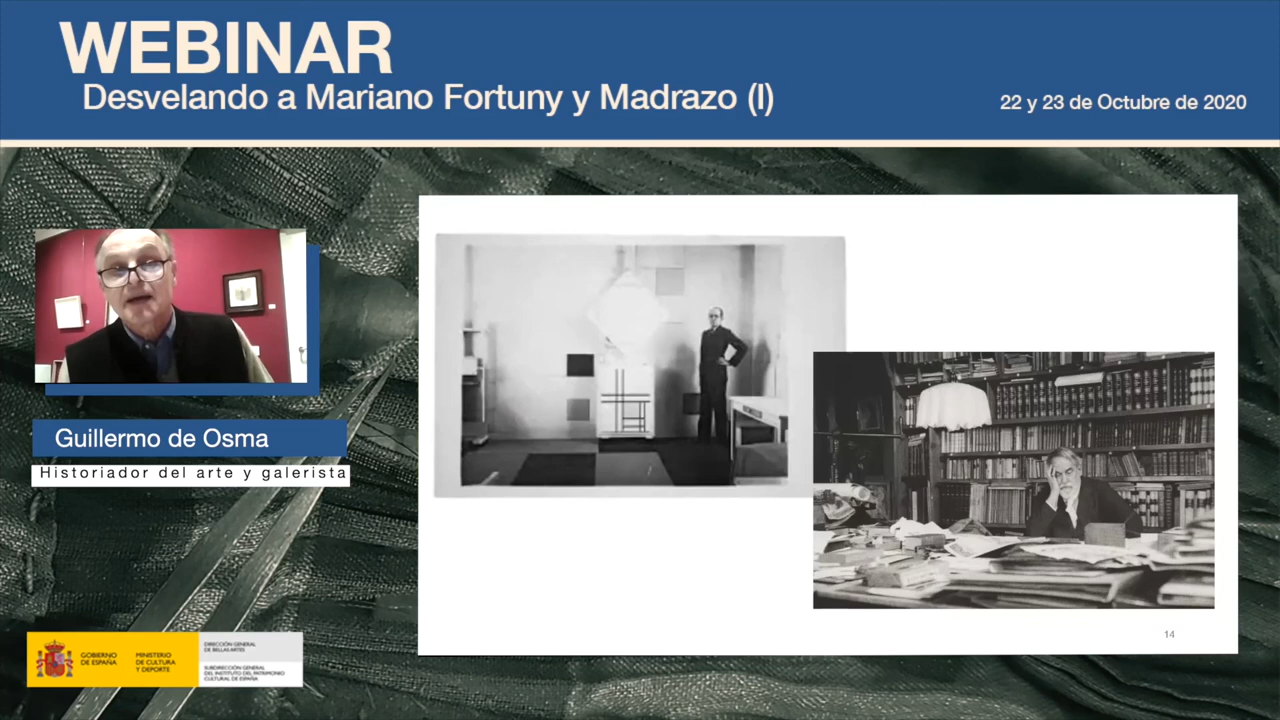 WEBINAR
Desvelando a Mariano Fortuny y Madrazo (I)
22 y 23 de Octubre de 2020
Guillermo de Osma
Historiador del arte y galerista
GOBIERNO
DE ESPAÑA
MINISTERIO
DE CULTURA
Y DEPORTE
DIRECCIÓN GENERAL
DE BELLAS ARTES
SUBDIRECCIÓN GENERAL
DEL INSTITUTO DEL PATRIMONIO
CULTURAL DE ESPAÑA
14